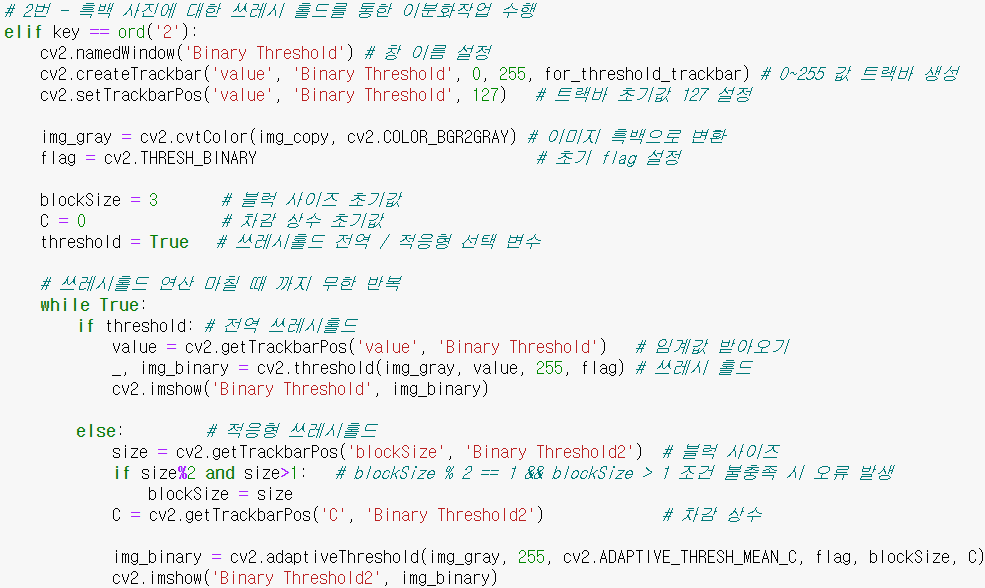 # 2번 - 흑백 사진에 대한 쓰레시 홀드를 통한 이분화작업 수행
elif key == ord('2'):
    cv2.namedWindow('Binary Threshold') # 창 이름 설정
    cv2.createTrackbar('value', 'Binary Threshold', 0, 255, for_threshold_trackbar) # 0~255 값 트랙바 생성
    cv2.setTrackbarPos('value', 'Binary Threshold', 127)   # 트랙바 초기값 127 설정
    img_gray = cv2.cvtColor(img_copy, cv2.COLOR_BGR2GRAY) # 이미지 흑백으로 변환
    flag = cv2.THRESH_BINARY                               # 초기 flag 설정
    blockSize = 3       # 블럭 사이즈 초기값
    C = 0               # 차감 상수 초기값
    threshold = True   # 쓰레시홀드 전역 / 적응형 선택 변수
    # 쓰레시홀드 연산 마칠 때 까지 무한 반복
    while True:
        if threshold: # 전역 쓰레시홀드
            value = cv2.getTrackbarPos('value', 'Binary Threshold')   # 임계값 받아오기
            _, img_binary = cv2.threshold(img_gray, value, 255, flag) # 쓰레시 홀드
            cv2.imshow('Binary Threshold', img_binary)
        else:         # 적응형 쓰레시홀드
            size = cv2.getTrackbarPos('blockSize', 'Binary Threshold2')  # 블럭 사이즈
            if size%2 and size>1:   # blockSize % 2 == 1 && blockSize > 1 조건 불충족 시 오류 발생
                blockSize = size
            C = cv2.getTrackbarPos('C', 'Binary Threshold2')             # 차감 상수
            img_binary = cv2.adaptiveThreshold(img_gray, 255, cv2.ADAPTIVE_THRESH_MEAN_C, flag, blockSize, C)
            cv2.imshow('Binary Threshold2', img_binary)